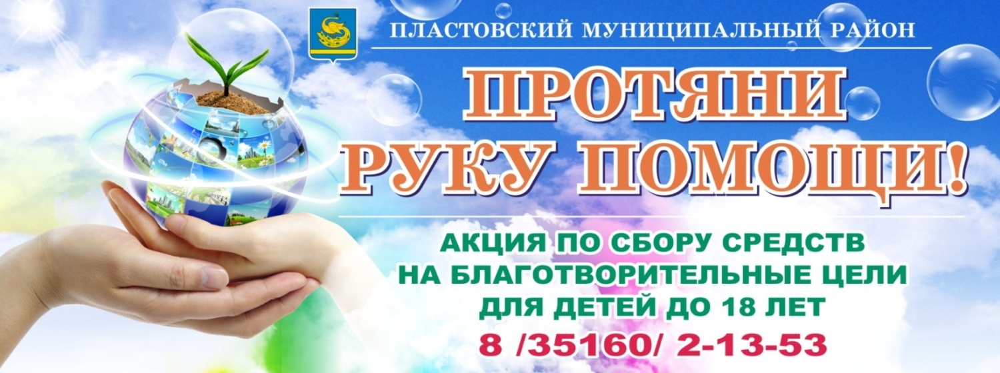 ПЛАСТОВСКИЙ МУНИЦИПАЛЬНЫЙ РАЙОН
ПРОТЯНИ
РУКУ ПОМОЩИ!
АКЦИЯ ПО СБОРУ СРЕДСТВ
НА БЛАГОТВОРИТЕЛЬНЫЕ ЦЕЛИ
ДЛЯ ДЕТЕЙ ДО 18 ЛЕТ
8 /35160/ 2-13-53